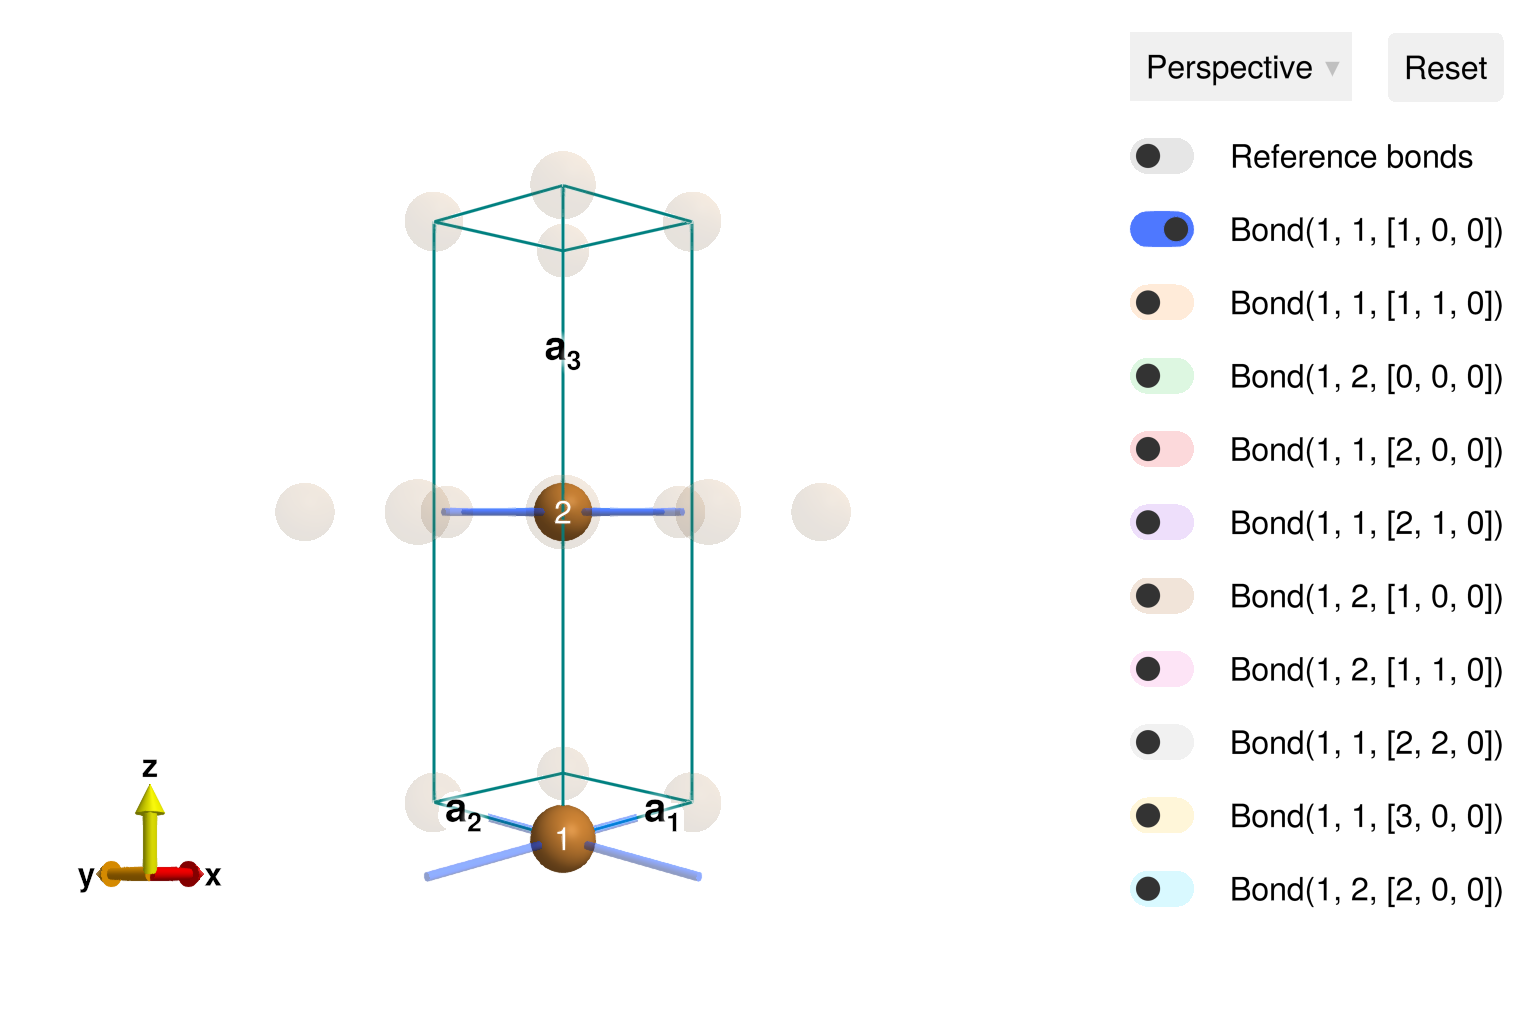 Perspective ▾
Reset
Reference bonds
Bond(1, 1, [1, 0, 0])
Bond(1, 1, [1, 1, 0])
Bond(1, 2, [0, 0, 0])
Bond(1, 1, [2, 0, 0])
Bond(1, 1, [2, 1, 0])
Bond(1, 2, [1, 0, 0])
Bond(1, 2, [1, 1, 0])
Bond(1, 1, [2, 2, 0])
Bond(1, 1, [3, 0, 0])
Bond(1, 2, [2, 0, 0])
a₃
2
a₂
a₁
1
z
y
x